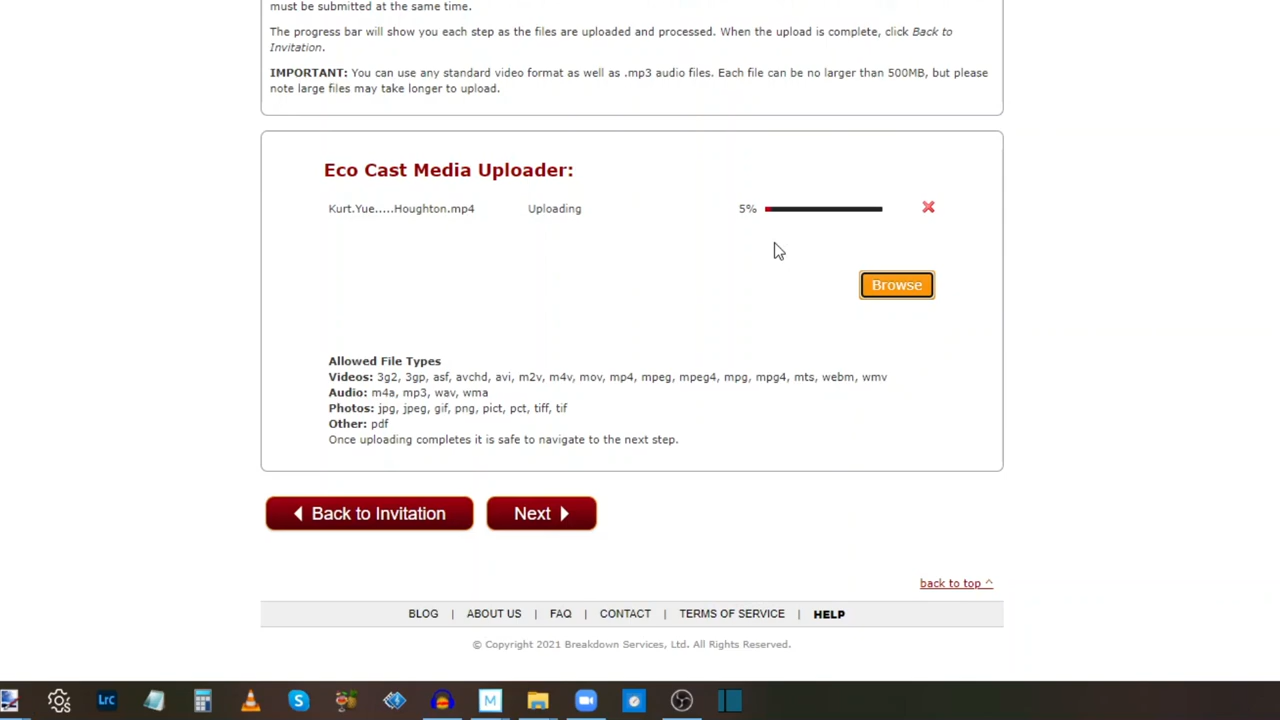 must be submitted at the same time.
The progress bar will show you each step as the files are uploaded and processed. When the upload is complete, click Back to
Invitation.
IMPORTANT: You can use any standard video format as well as .mp3 audio files. Each file can be no larger than 500MB, but please
note large files may take longer to upload.
Eco Cast Media Uploader:
Kurt.Yue.....Houghton.mp4 Uploading 5%
Browse
Allowed File Types
Videos: 3g2, 3gp, asf, avchd, avi, m2v, m4v, mov, mp4, mpeg, mpeg4, mpg, mpg4, mts, webm, wmv
Audio: m4a, mp3, wav, wma
Photos: jpg, jpeg, gif, png, pict, pct, tiff, tif
Other: pdf
Once uploading completes it is safe to navigate to the next step.
Back to Invitation Next
back to top ^
BLOG | ABOUT US | FAQ | CONTACT | TERMS OF SERVICE | HELP
© Copyright 2021 Breakdown Services, Ltd. All Rights Reserved.
Lrc S M